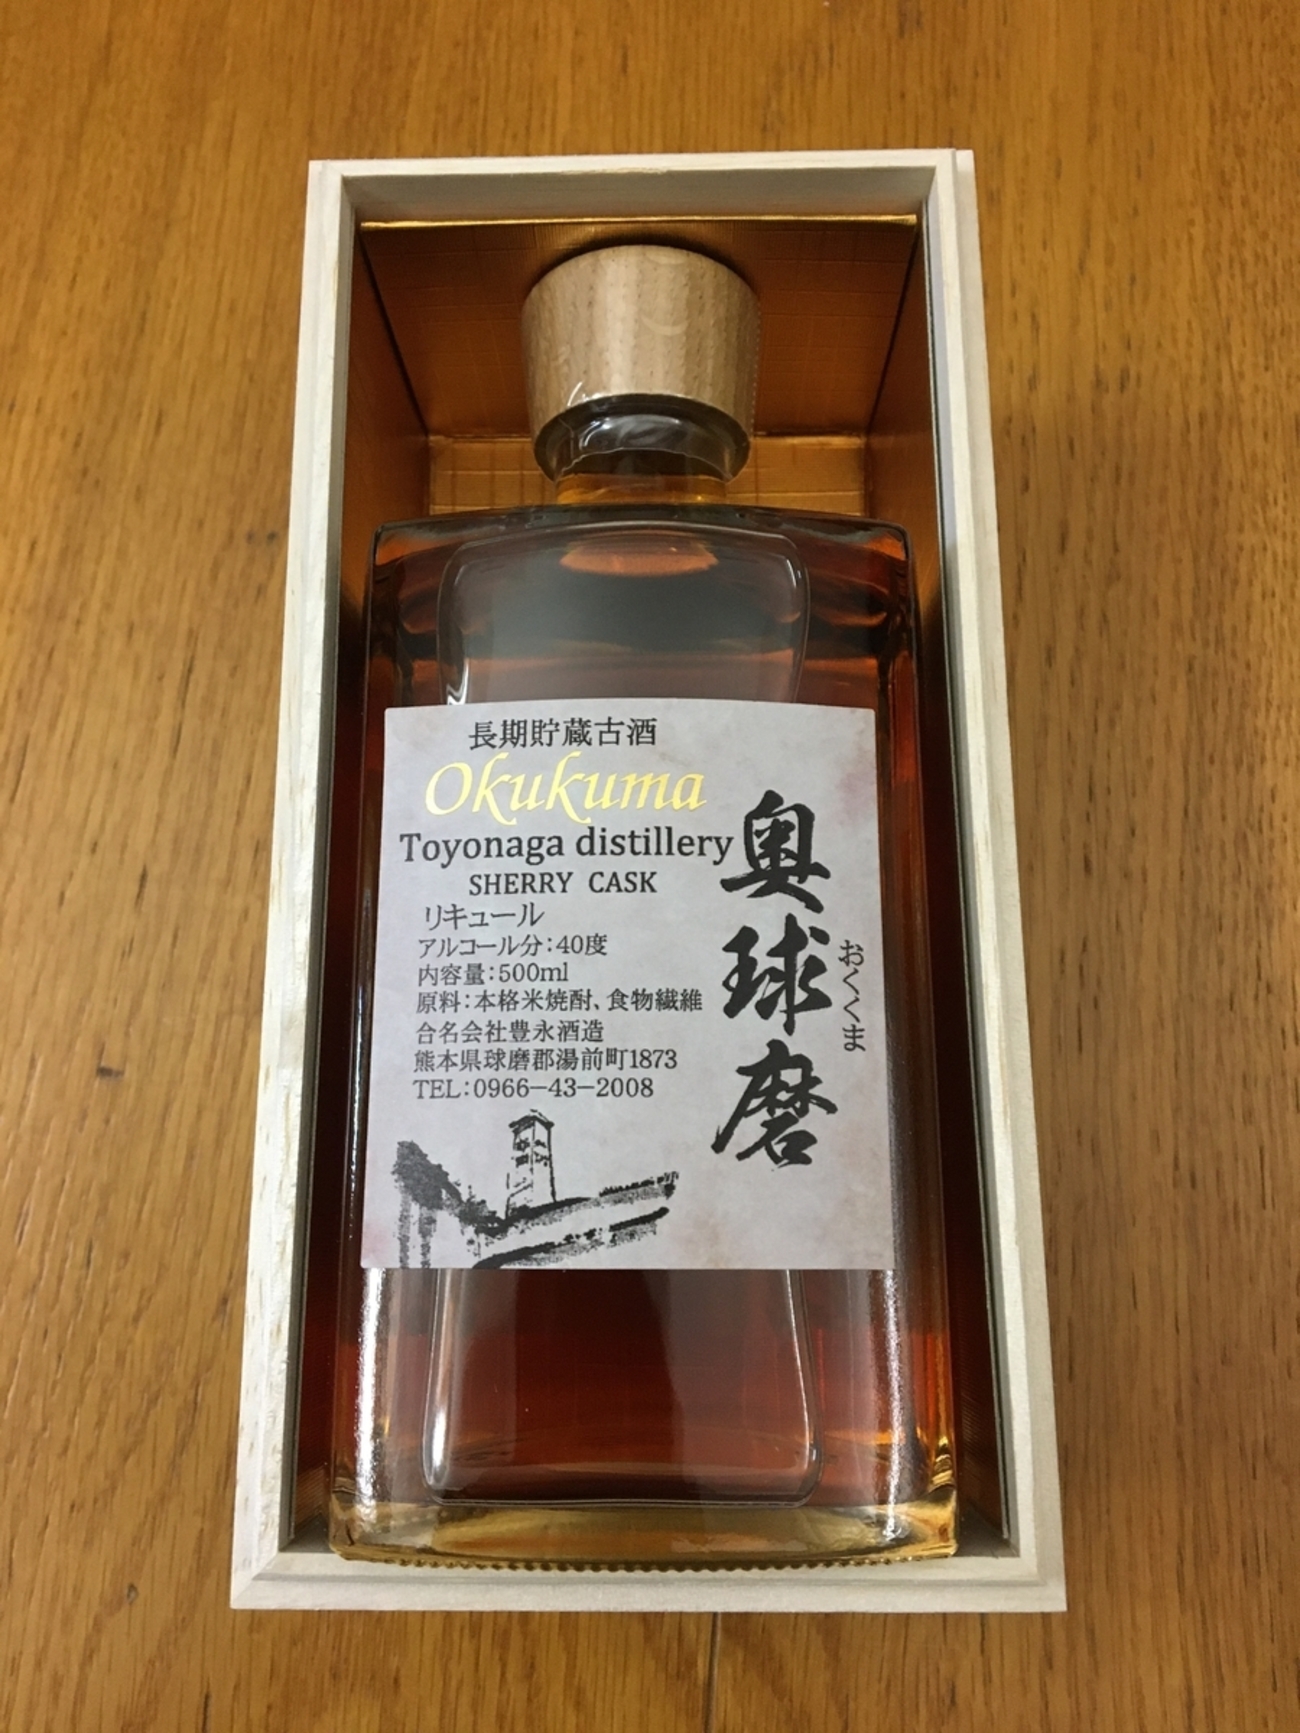 長期貯蔵古酒
Okukuma
Toyonaga distillery
SHERRY CASK
リキュール
アルコール分:40度
内容量:500ml
原料:本格米焼酎、食物繊維
合名会社豊永酒造
熊本県球磨郡湯前町1873
TEL:0966－43－2008
奥球磨
おくくま